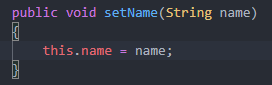 public void setName(String name)
{
    this.name = name;
}